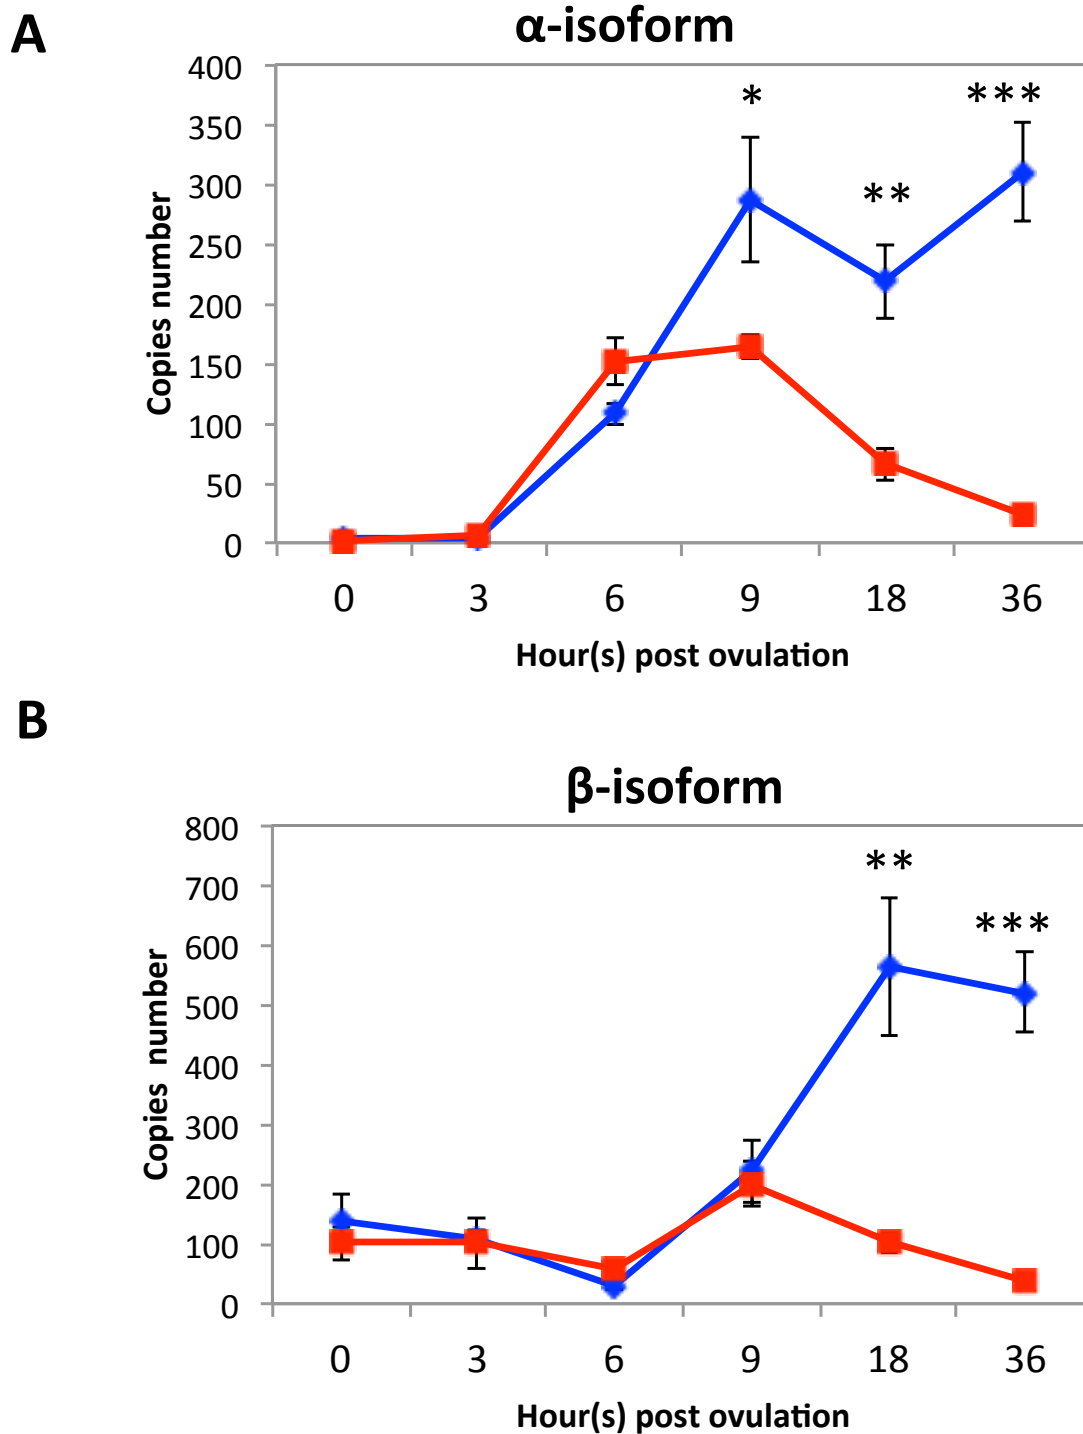 A
α-isoform
400
350
300
250
200
150
100
50
0
Copies number
*
**
***
0 3 6 9 18 36
Hour(s) post ovulation
B
β-isoform
800
700
600
500
400
300
200
100
0
Copies number
**
***
0 3 6 9 18 36
Hour(s) post ovulation